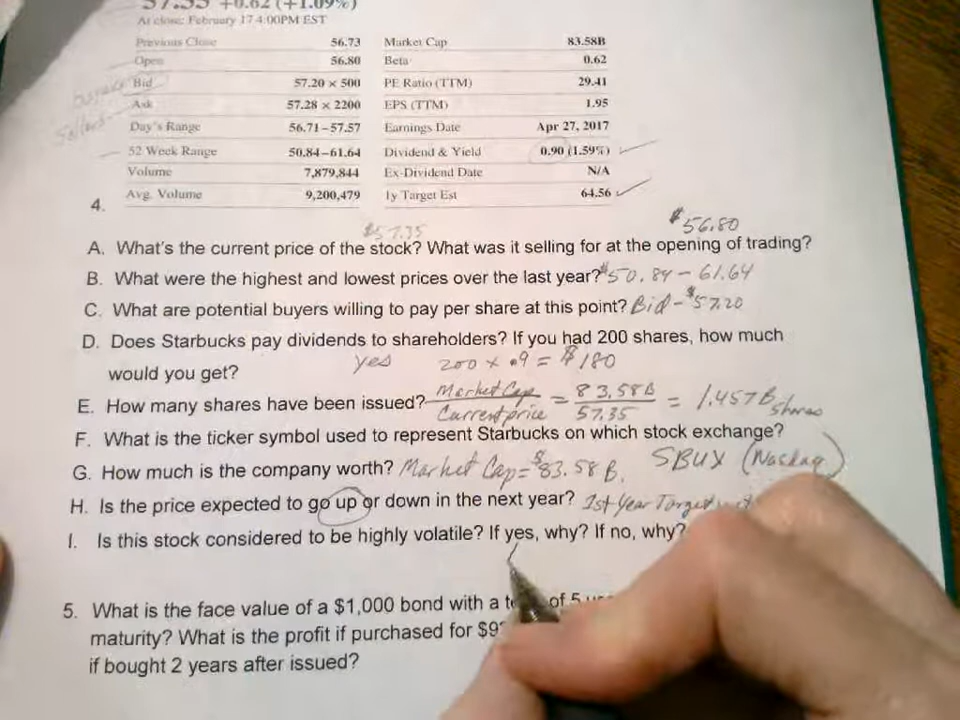 57.35 +0.62 (+1.09%)
At close: February 17 4:00PM EST
Previous Close 56.73 Market Cap 83.58B
Open 56.80 Beta 0.62
Bid 57.20 x 500 PE Ratio (TTM) 29.41
Ask 57.28 x 2200 EPS (TTM) 1.95
sellers
Day's Range 56.71-57.57 Earnings Date Apr 27, 2017
52 Week Range 50.84-61.64 Dividend & Yield 0.90 (1.59%)
Volume 7,879,844 Ex-Dividend Date N/A
4. Avg. Volume 9,200,479 1y Target Est 64.56
$57.35 $56.80
A. What's the current price of the stock? What was it selling for at the opening of trading?
B. What were the highest and lowest prices over the last year? $50.84 - 61.64
C. What are potential buyers willing to pay per share at this point? Bid - $57.20
D. Does Starbucks pay dividends to shareholders? If you had 200 shares, how much
would you get? yes 200 x .9 = $180
E. How many shares have been issued? Market Cap / Current price = 83.58B / 57.35 = 1.457B shares
F. What is the ticker symbol used to represent Starbucks on which stock exchange?
SBUX (Nasdaq)
G. How much is the company worth? Market Cap = $83.58 B.
H. Is the price expected to go up or down in the next year? 1st Year Target
I. Is this stock considered to be highly volatile? If yes, why? If no, why?
5. What is the face value of a $1,000 bond with a of 5
maturity? What is the profit if purchased for
if bought 2 years after issued?